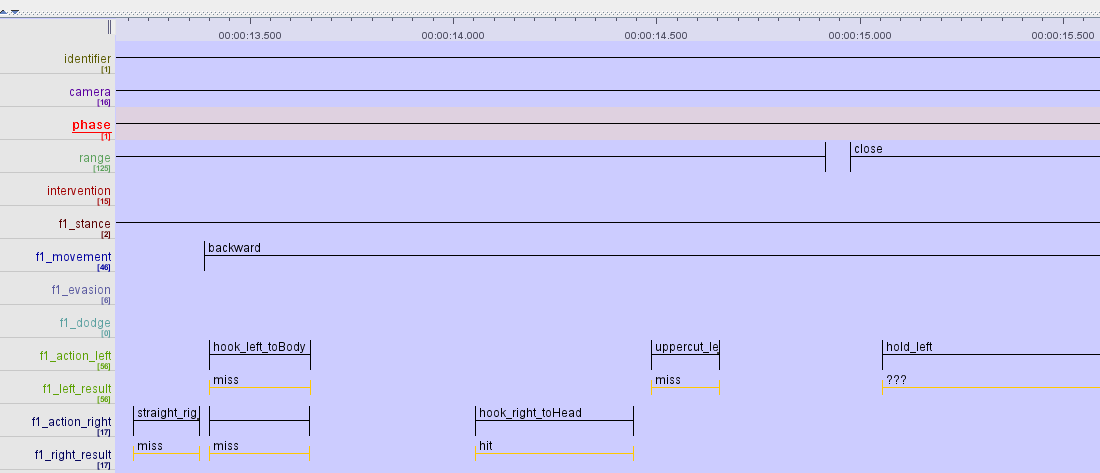 00:00:13.500 00:00:14.000 00:00:14.500 00:00:15.000 00:00:15.500
identifier
[1]
camera
[16]
phase
[1]
range close
[125]
intervention
[15]
f1_stance
[2]
f1_movement backward
[46]
f1_evasion
[6]
f1_dodge
[0]
f1_action_left hook_left_toBody uppercut_le hold_left
[56]
f1_left_result miss miss ???
[56]
f1_action_right straight_rig hook_right_toHead
[17]
f1_right_result miss miss hit
[17]